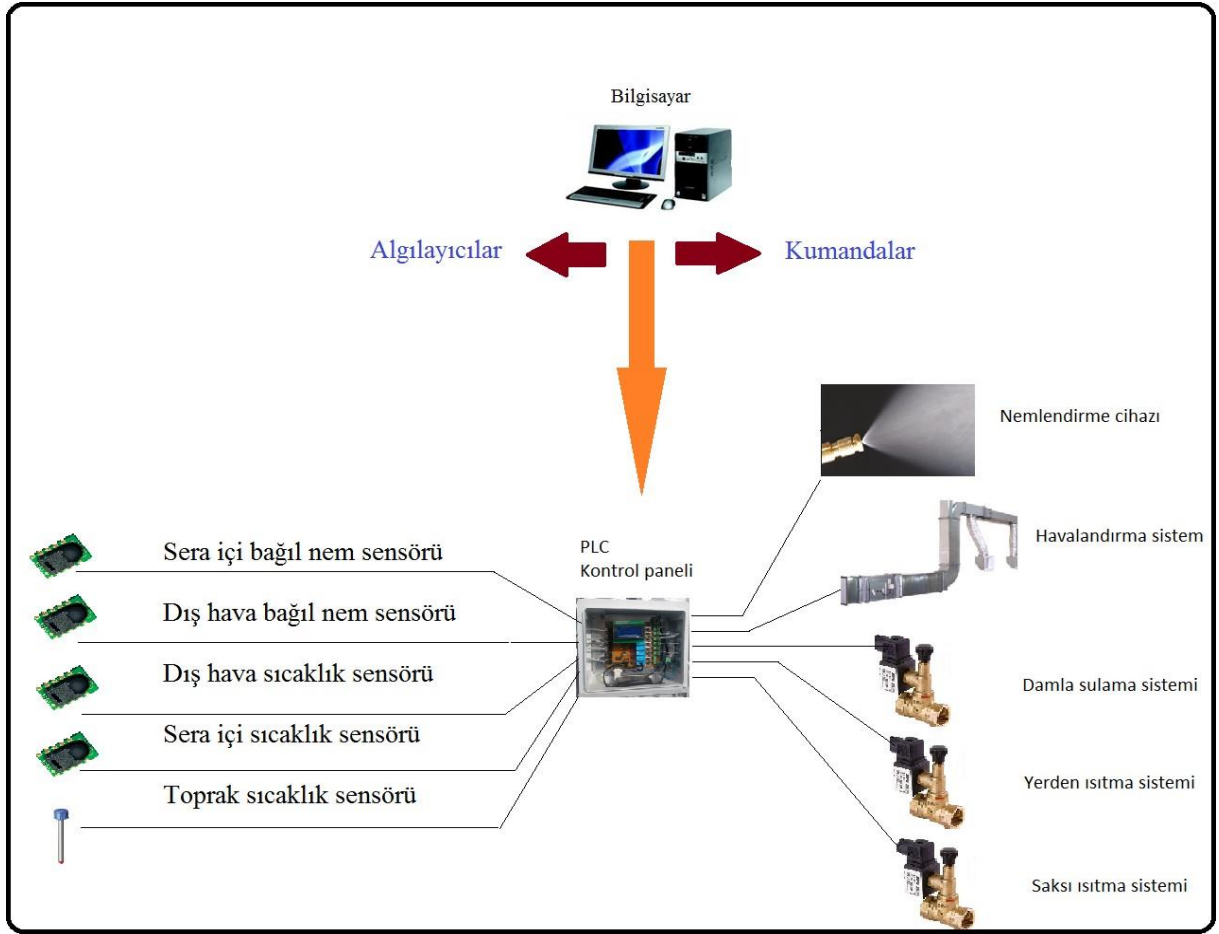 Bilgisayar
Algılayıcılar
Kumandalar
Nemlendirme cihazı
Havalandırma sistem
PLC
Kontrol paneli
Sera içi bağıl nem sensörü
Dış hava bağıl nem sensörü
Dış hava sıcaklık sensörü
Sera içi sıcaklık sensörü
Toprak sıcaklık sensörü
Damla sulama sistemi
Yerden ısıtma sistemi
Saksı ısıtma sistemi